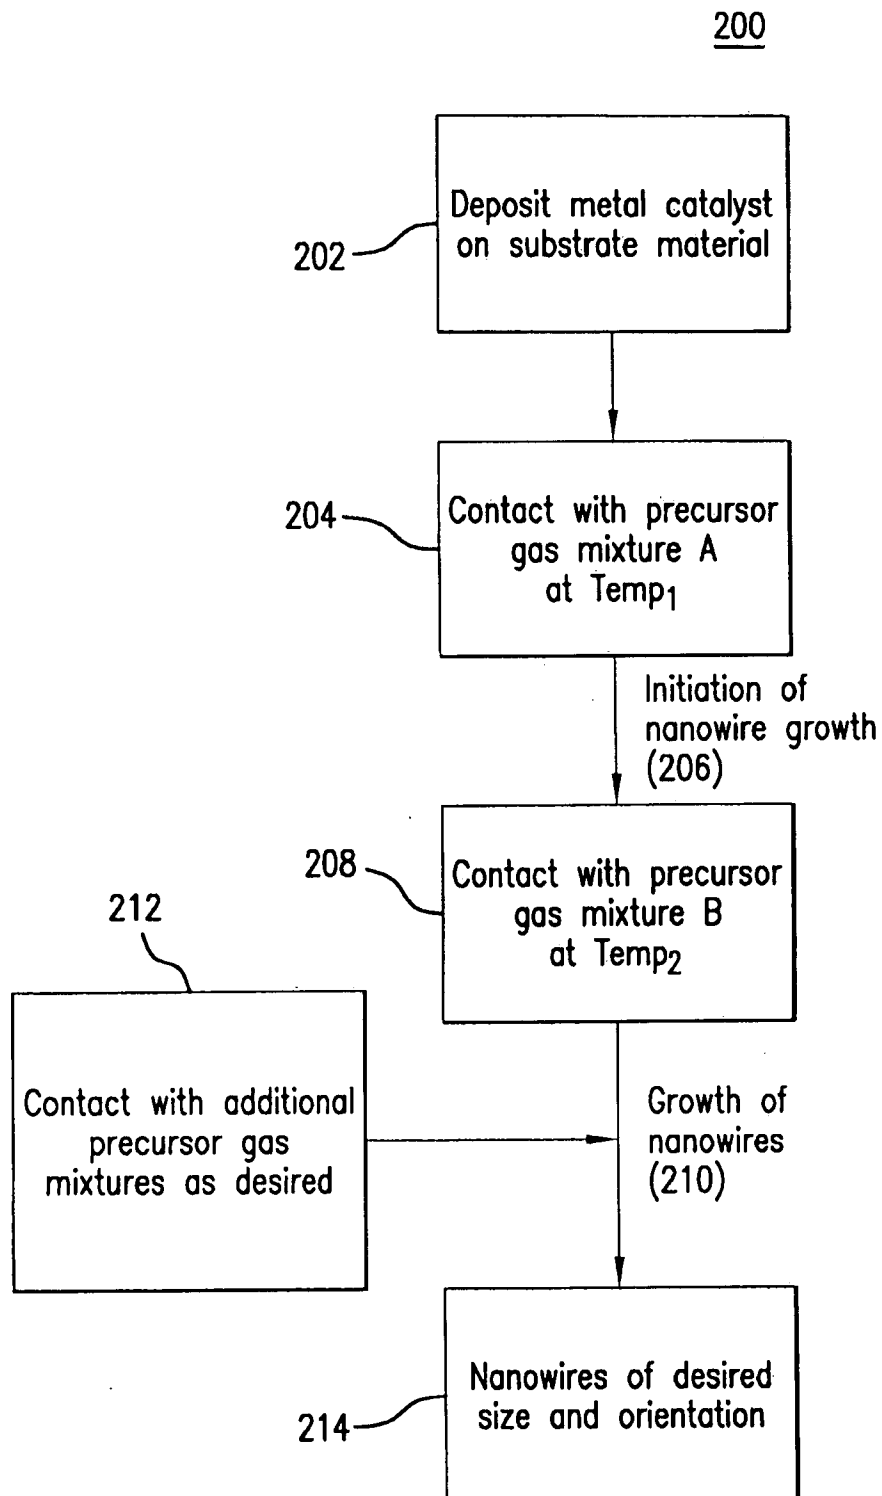 200
Deposit metal catalyst
on substrate material
202
Contact with precursor
gas mixture A
at Temp₁
204
Initiation of
nanowire growth
(206)
208
Contact with precursor
gas mixture B
at Temp₂
212
Contact with additional
precursor gas
mixtures as desired
Growth of
nanowires
(210)
Nanowires of desired
size and orientation
214